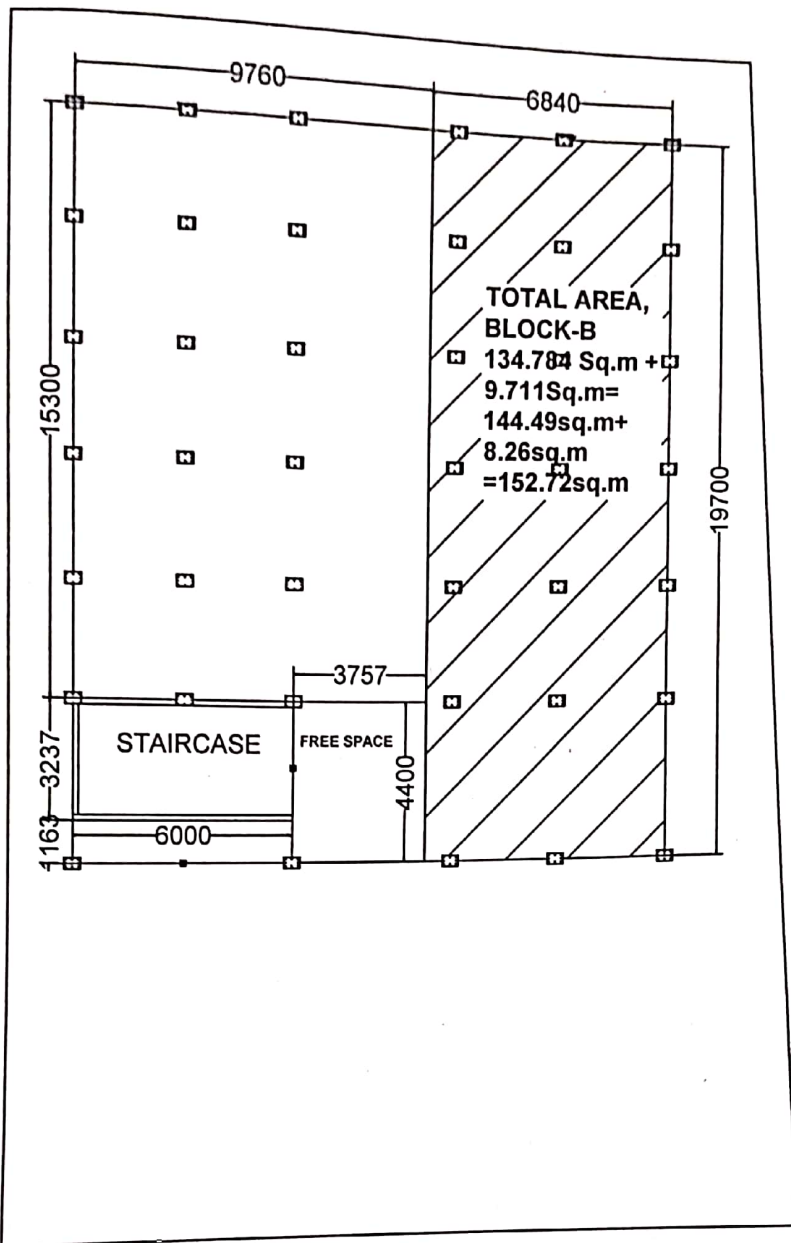 9760
6840
TOTAL AREA,
BLOCK-B
134.784 Sq.m +
9.711Sq.m=
144.49sq.m+
8.26sq.m
=152.72sq.m
15300
19700
3757
STAIRCASE
FREE SPACE
3237
4400
1163
6000